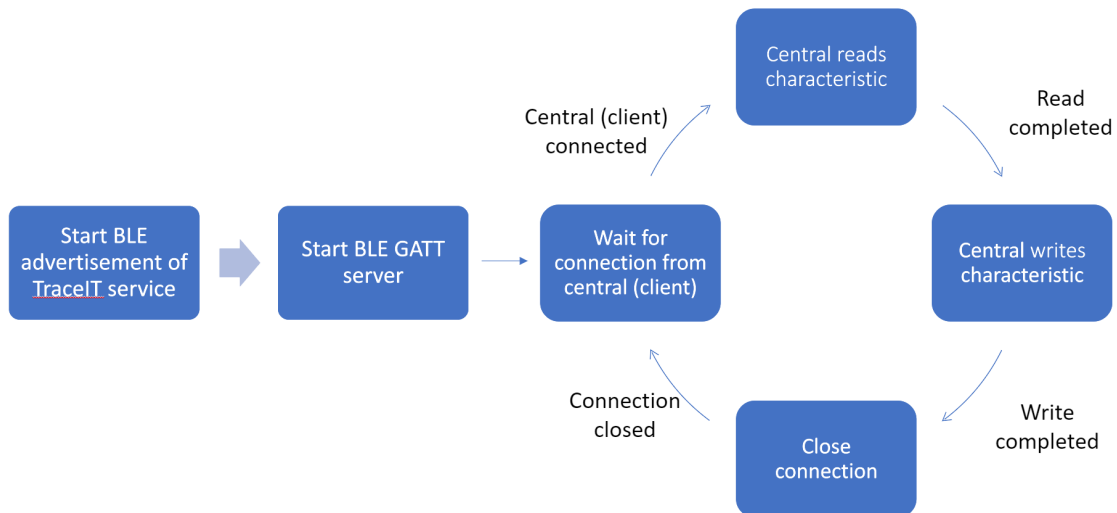 Start BLE
advertisement of
TraceIT service
Start BLE GATT
server
Wait for
connection from
central (client)
Central (client)
connected
Central reads
characteristic
Read
completed
Central writes
characteristic
Write
completed
Close
connection
Connection
closed